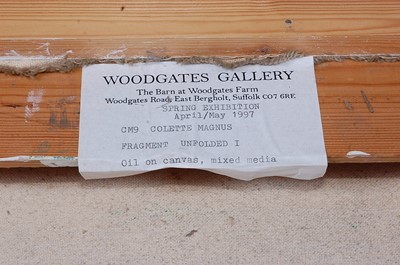 WOODGATES GALLERY
The Barn at Woodgates Farm
Woodgates Road, East Bergholt, Suffolk CO7 6RE
SPRING EXHIBITION
April/May 1997
CM9 COLETTE MAGNUS
FRAGMENT UNFOLDED I
Oil on canvas, mixed media